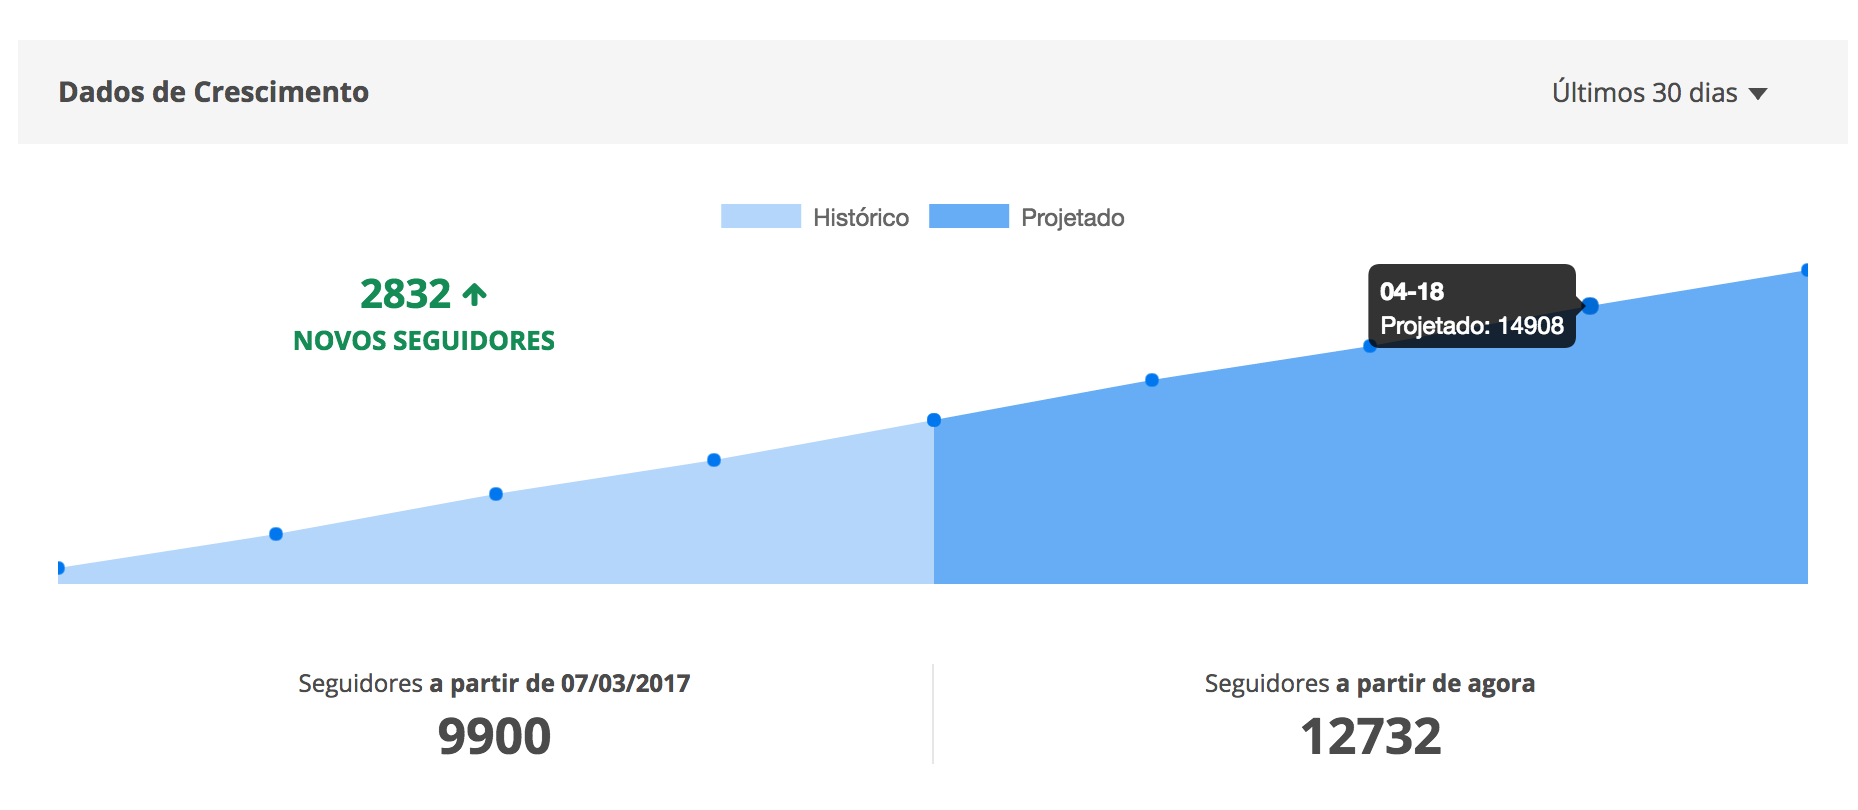 Dados de Crescimento
Últimos 30 dias
Histórico
Projetado
2832
NOVOS SEGUIDORES
04-18
Projetado: 14908
Seguidores a partir de 07/03/2017
9900
Seguidores a partir de agora
12732